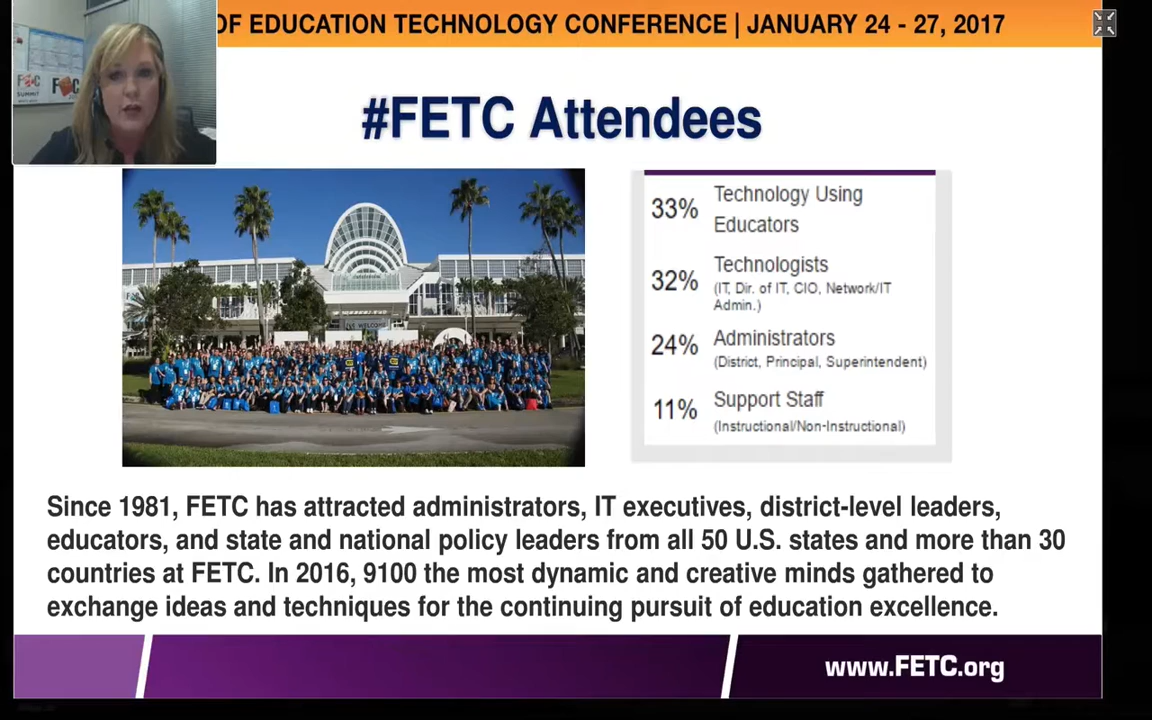 OF EDUCATION TECHNOLOGY CONFERENCE | JANUARY 24 - 27, 2017
#FETC Attendees
33% Technology Using
Educators
32% Technologists
(IT, Dir. of IT, CIO, Network/IT
Admin.)
24% Administrators
(District, Principal, Superintendent)
11% Support Staff
(Instructional/Non-Instructional)
Since 1981, FETC has attracted administrators, IT executives, district-level leaders,
educators, and state and national policy leaders from all 50 U.S. states and more than 30
countries at FETC. In 2016, 9100 the most dynamic and creative minds gathered to
exchange ideas and techniques for the continuing pursuit of education excellence.
www.FETC.org